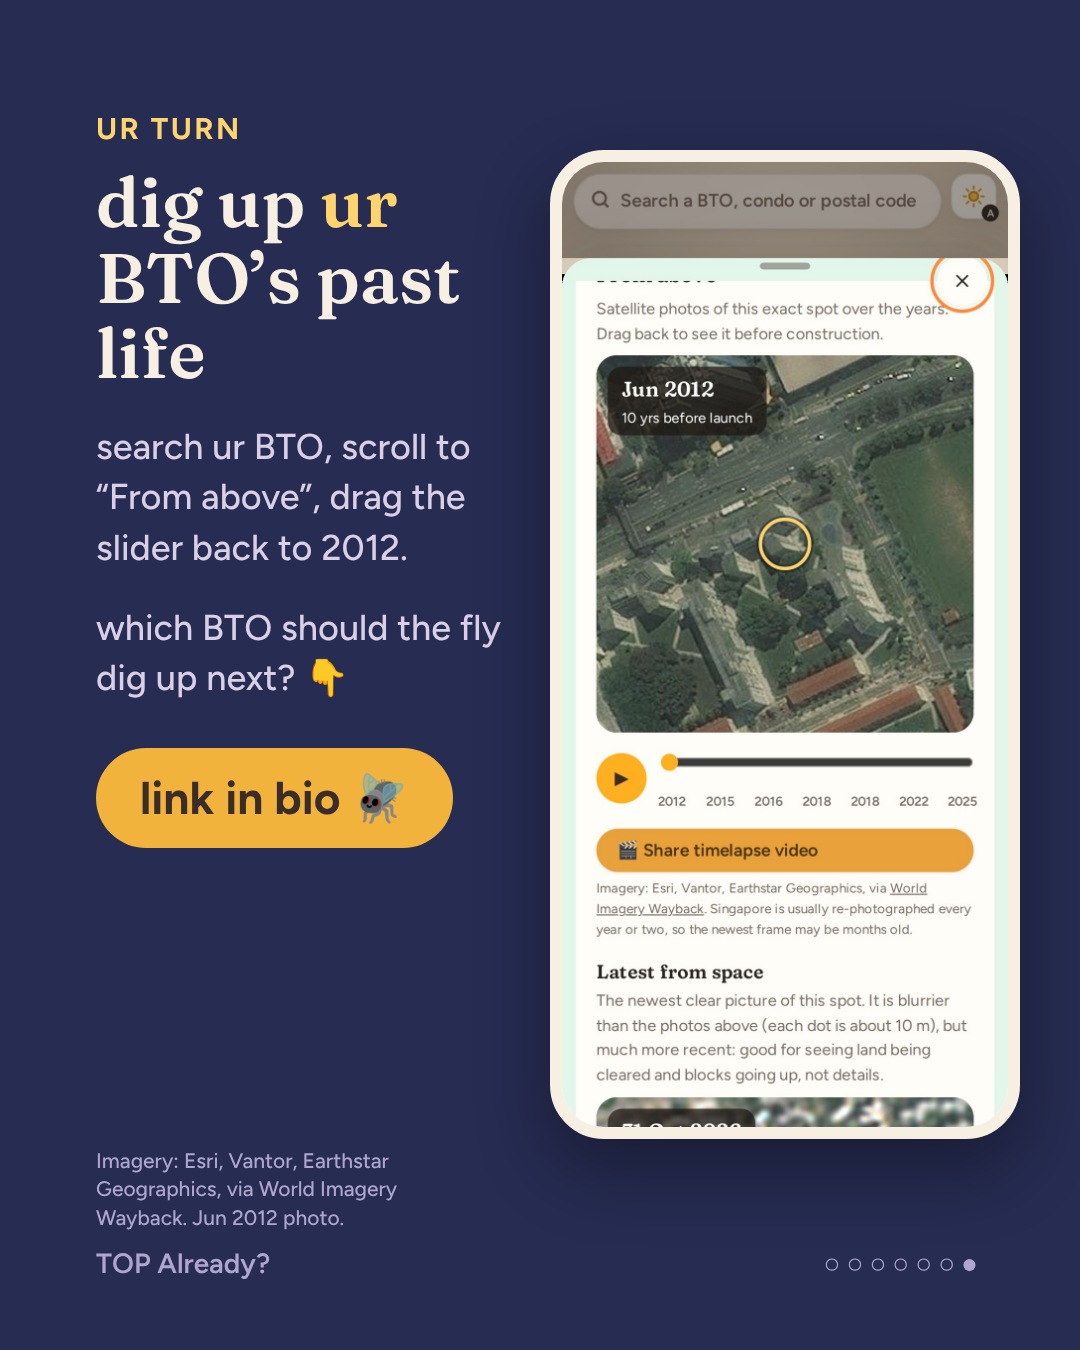 UR TURN
dig up ur
BTO’s past
life
search ur BTO, scroll to
“From above”, drag the
slider back to 2012.
which BTO should the fly
dig up next? 👇
link in bio 🪰
Imagery: Esri, Vantor, Earthstar
Geographics, via World Imagery
Wayback. Jun 2012 photo.
TOP Already?
Search a BTO, condo or postal code
A
Satellite photos of this exact spot over the years.
Drag back to see it before construction.
Jun 2012
10 yrs before launch
2012 2015 2016 2018 2018 2022 2025
🎬 Share timelapse video
Imagery: Esri, Vantor, Earthstar Geographics, via World
Imagery Wayback. Singapore is usually re-photographed every
year or two, so the newest frame may be months old.
Latest from space
The newest clear picture of this spot. It is blurrier
than the photos above (each dot is about 10 m), but
much more recent: good for seeing land being
cleared and blocks going up, not details.